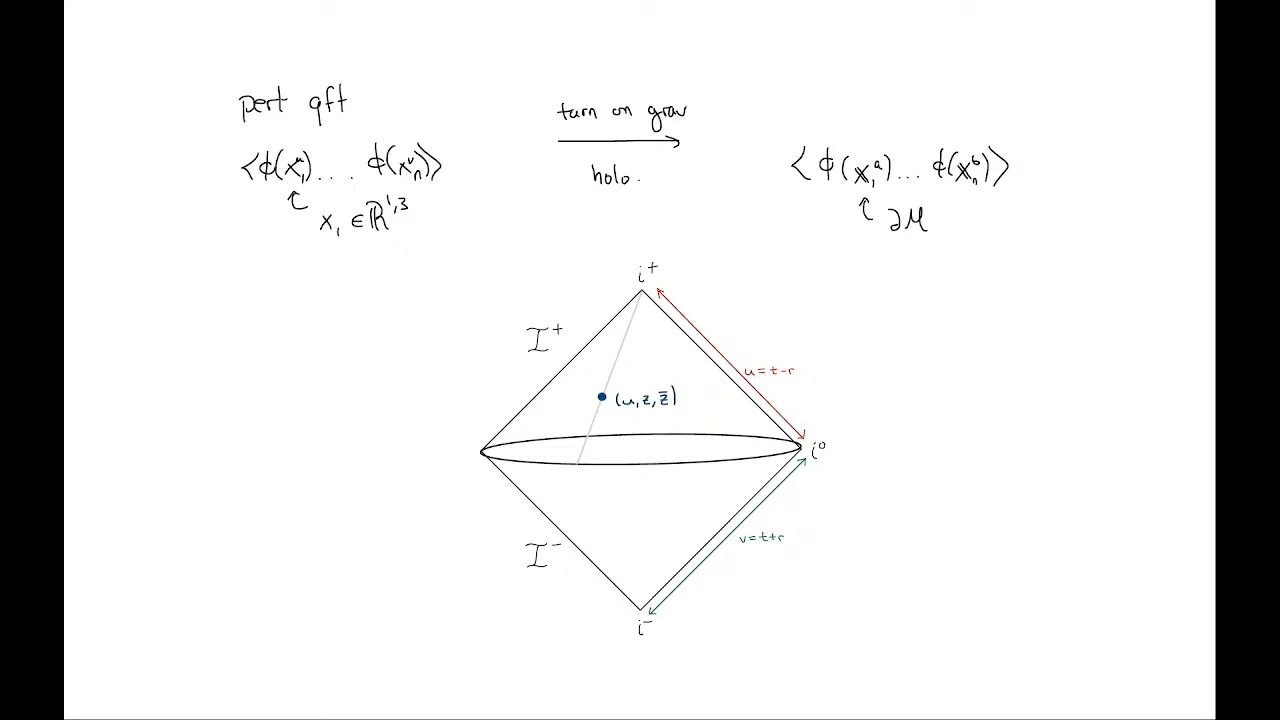 pert qft
turn on grav
⟨ϕ(x₁^μ)... ϕ(xₙ^ν)⟩
holo.
⟨ϕ(x₁^a)... ϕ(xₙ^b)⟩
x₁ ∈ ℝ^{1,3}
∂M
i⁺
I⁺
u=t-r
(u,z,z̄)
i⁰
I⁻
v=t+r
i⁻